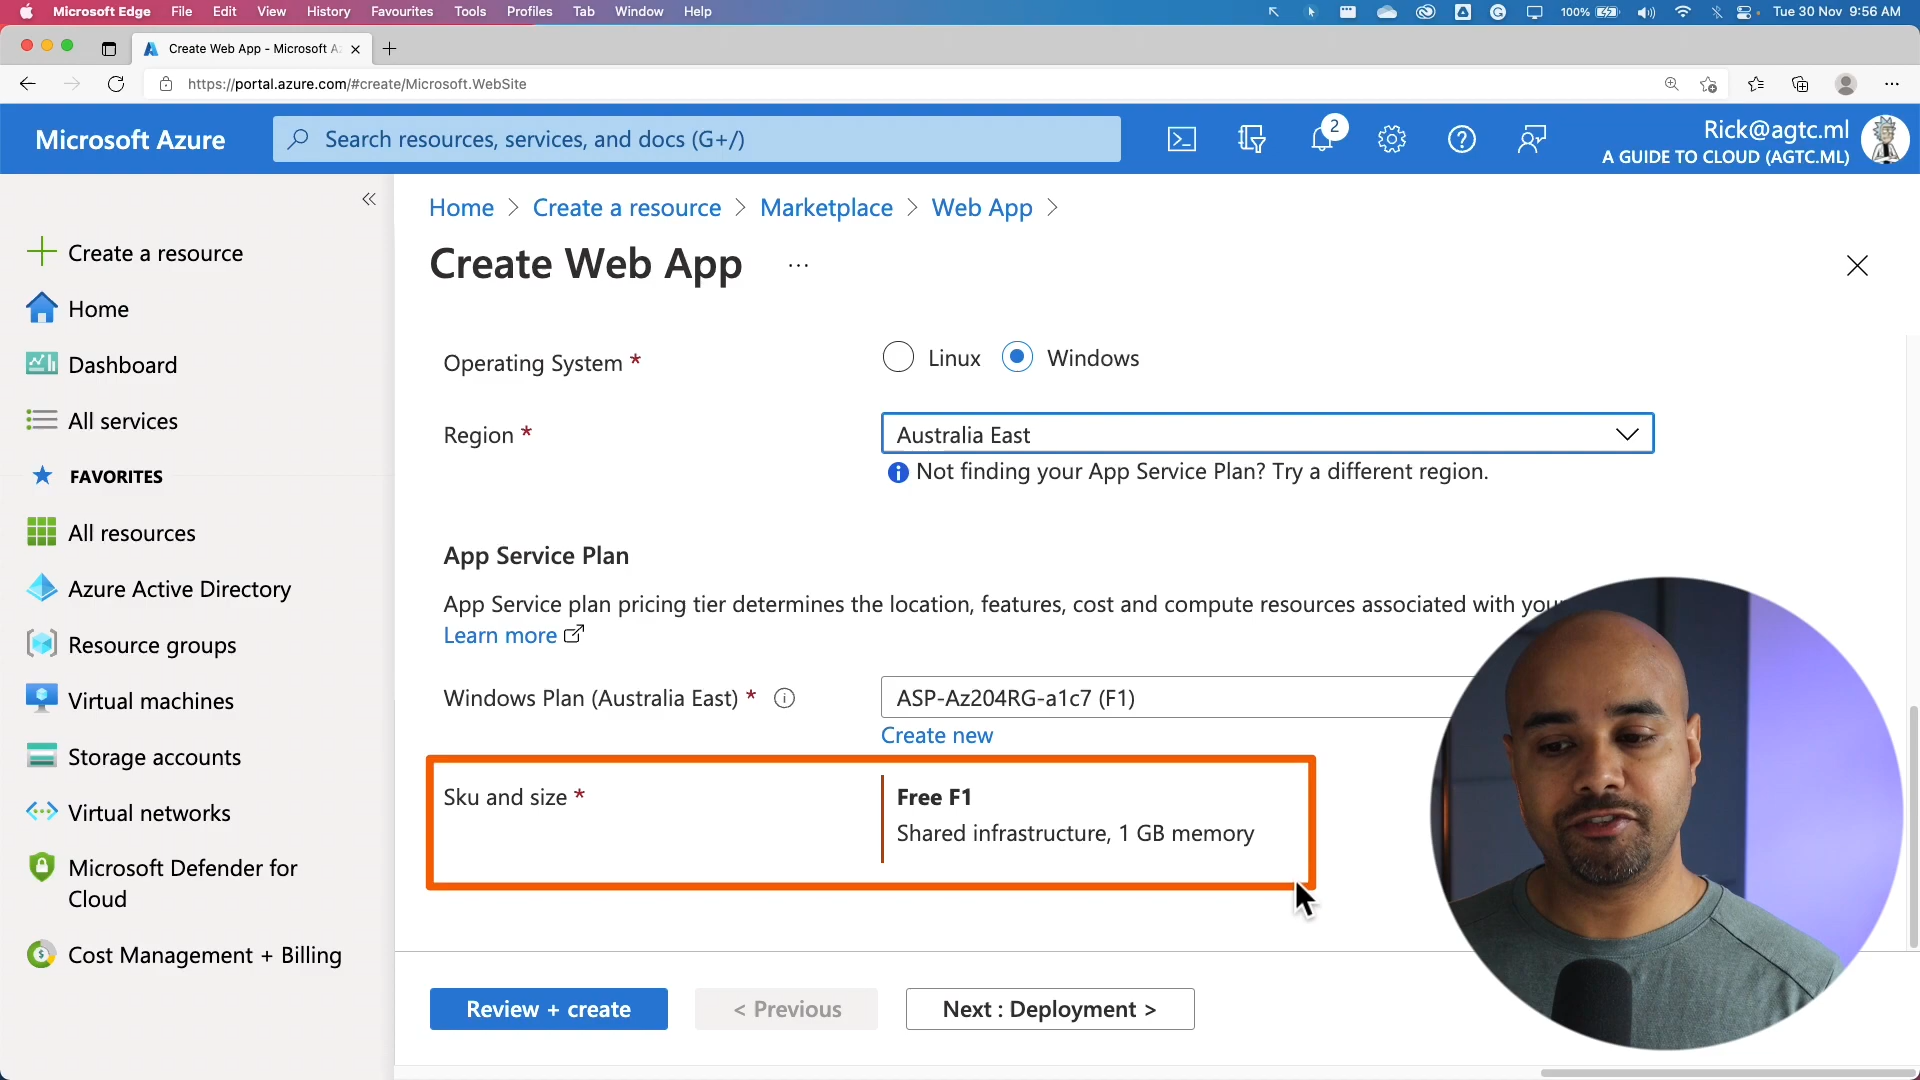 Microsoft Edge File Edit View History Favourites Tools Profiles Tab Window Help 100% Tue 30 Nov 9:56 AM
Create Web App - Microsoft A
https://portal.azure.com/#create/Microsoft.WebSite
Microsoft Azure
Search resources, services, and docs (G+/)
2
Rick@agtc.ml
A GUIDE TO CLOUD (AGTC.ML)
Create a resource
Home
Dashboard
All services
FAVORITES
All resources
Azure Active Directory
Resource groups
Virtual machines
Storage accounts
Virtual networks
Microsoft Defender for
Cloud
Cost Management + Billing
Home > Create a resource > Marketplace > Web App >
Create Web App ...
Operating System * Linux Windows
Region * Australia East
Not finding your App Service Plan? Try a different region.
App Service Plan
App Service plan pricing tier determines the location, features, cost and compute resources associated with your
Learn more
Windows Plan (Australia East) * ASP-Az204RG-a1c7 (F1)
Create new
Sku and size * Free F1
Shared infrastructure, 1 GB memory
Review + create < Previous Next : Deployment >